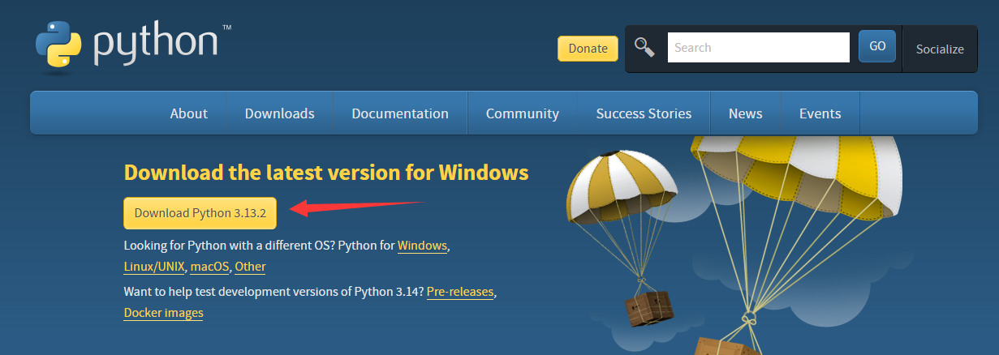 python™
Donate
Search
GO
Socialize
About
Downloads
Documentation
Community
Success Stories
News
Events
Download the latest version for Windows
Download Python 3.13.2
Looking for Python with a different OS? Python for Windows,
Linux/UNIX, macOS, Other
Want to help test development versions of Python 3.14? Pre-releases,
Docker images